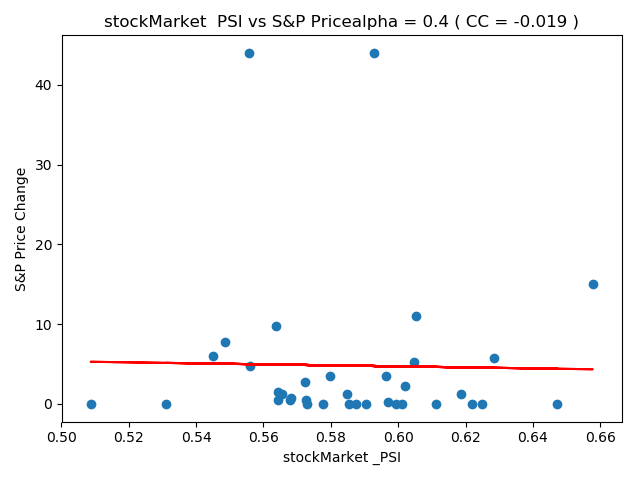 stockMarket  PSI vs S&P Pricealpha = 0.4 ( CC = -0.019 )
S&P Price Change
40
30
20
10
0
0.50 0.52 0.54 0.56 0.58 0.60 0.62 0.64 0.66
stockMarket _PSI